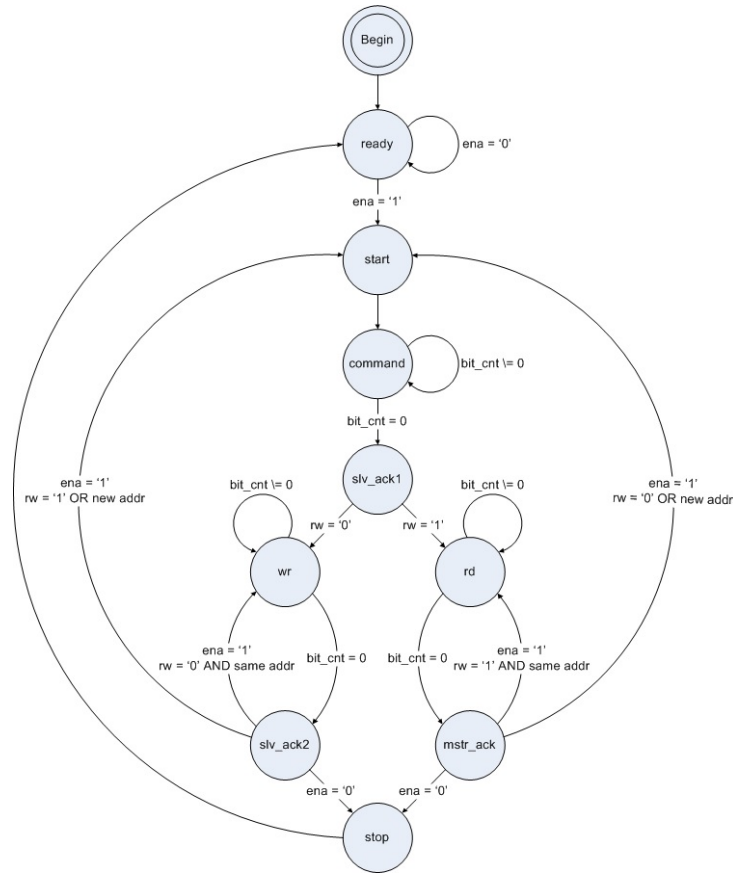 Begin
ready
ena = ‘0’
ena = ‘1’
start
command
bit_cnt \= 0
bit_cnt = 0
slv_ack1
ena = ‘1’
rw = ‘1’ OR new addr
ena = ‘1’
rw = ‘0’ OR new addr
bit_cnt \= 0
bit_cnt \= 0
rw = ‘0’
rw = ‘1’
wr
rd
ena = ‘1’
rw = ‘0’ AND same addr
bit_cnt = 0
bit_cnt = 0
ena = ‘1’
rw = ‘1’ AND same addr
slv_ack2
mstr_ack
ena = ‘0’
ena = ‘0’
stop